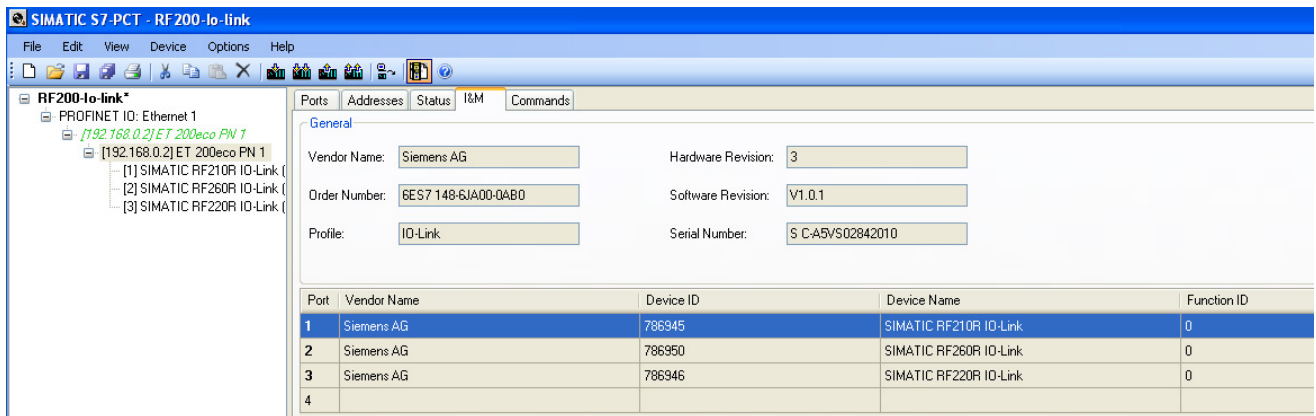 SIMATIC S7-PCT - RF200-Io-link
File Edit View Device Options Help
RF200-Io-link*
PROFINET IO: Ethernet 1
[192.168.0.2] ET 200eco PN 1
[192.168.0.2] ET 200eco PN 1
[1] SIMATIC RF210R IO-Link (
[2] SIMATIC RF260R IO-Link (
[3] SIMATIC RF220R IO-Link (
Ports Addresses Status I&M Commands
General
Vendor Name: Siemens AG Hardware Revision: 3
Order Number: 6ES7 148-6JA00-0AB0 Software Revision: V1.0.1
Profile: IO-Link Serial Number: S C-A5VS02842010
Port Vendor Name Device ID Device Name Function ID
1 Siemens AG 786945 SIMATIC RF210R IO-Link 0
2 Siemens AG 786950 SIMATIC RF260R IO-Link 0
3 Siemens AG 786946 SIMATIC RF220R IO-Link 0
4